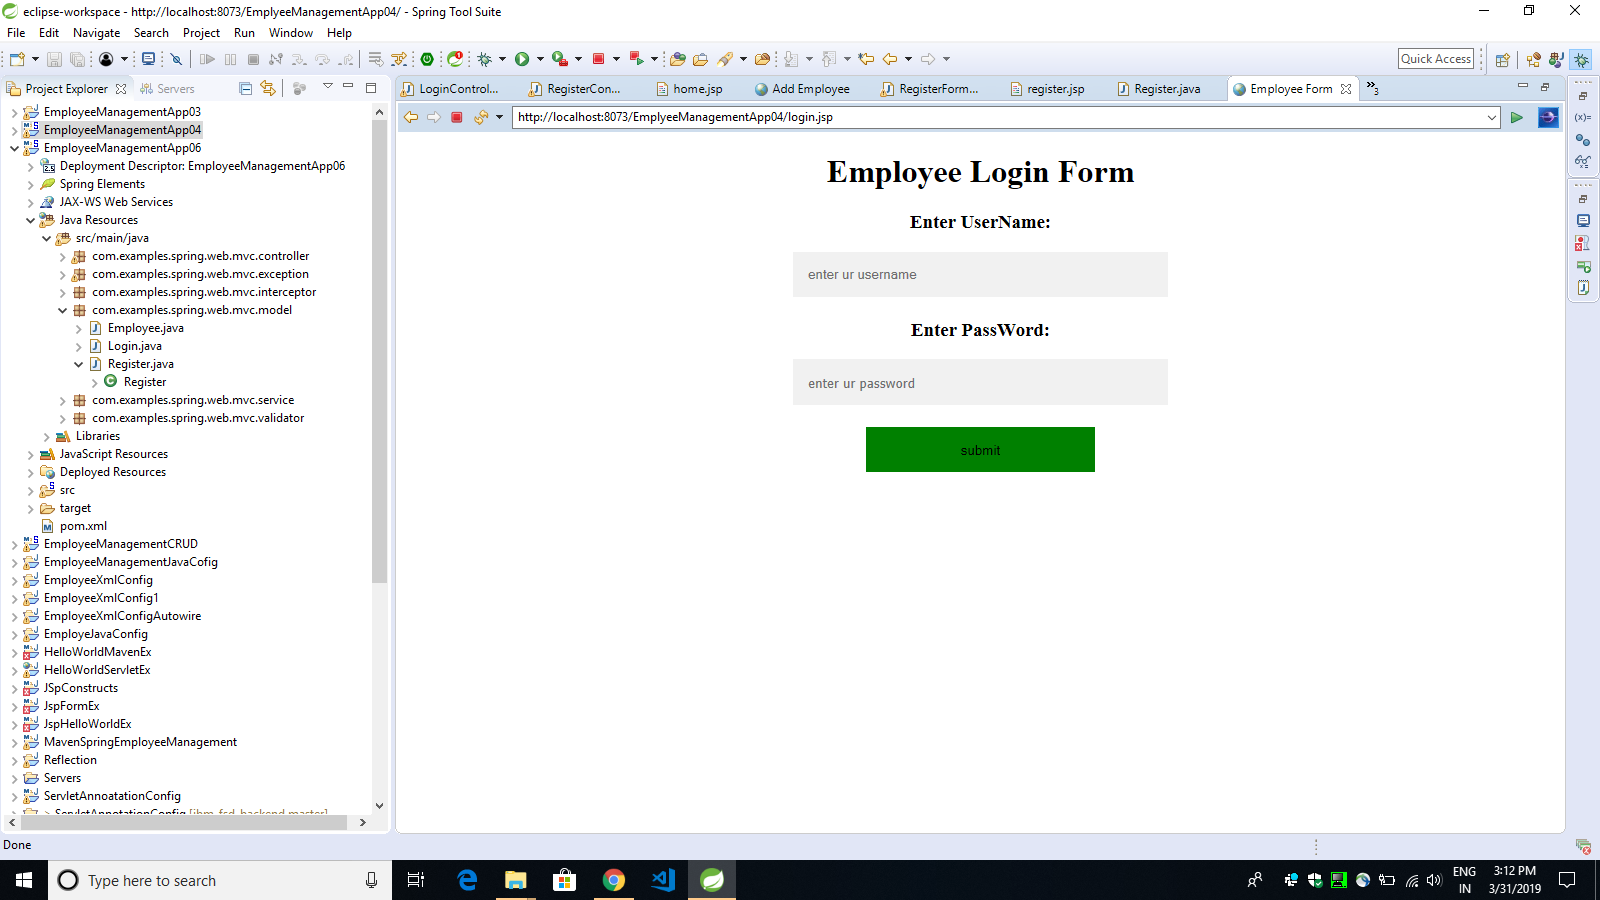 eclipse-workspace - http://localhost:8073/EmplyeeManagementApp04/ - Spring Tool Suite
File Edit Navigate Search Project Run Window Help
Quick Access
Project Explorer Servers
EmployeeManagementApp03
EmployeeManagementApp04
EmployeeManagementApp06
Deployment Descriptor: EmployeeManagementApp06
Spring Elements
JAX-WS Web Services
Java Resources
src/main/java
com.examples.spring.web.mvc.controller
com.examples.spring.web.mvc.exception
com.examples.spring.web.mvc.interceptor
com.examples.spring.web.mvc.model
Employee.java
Login.java
Register.java
Register
com.examples.spring.web.mvc.service
com.examples.spring.web.mvc.validator
Libraries
JavaScript Resources
Deployed Resources
src
target
pom.xml
EmployeeManagementCRUD
EmployeeManagementJavaCofig
EmployeeXmlConfig
EmployeeXmlConfig1
EmployeeXmlConfigAutowire
EmployeJavaConfig
HelloWorldMavenEx
HelloWorldServletEx
JSpConstructs
JspFormEx
JspHelloWorldEx
MavenSpringEmployeeManagement
Reflection
Servers
ServletAnnoatationConfig
> ServletAnnotationConfig [ibm-fsd-backend master]
LoginControl... RegisterCon... home.jsp Add Employee RegisterForm... register.jsp Register.java Employee Form »3
http://localhost:8073/EmplyeeManagementApp04/login.jsp
Employee Login Form
Enter UserName:
enter ur username
Enter PassWord:
enter ur password
submit
Done
Type here to search
ENG
IN
3:12 PM
3/31/2019